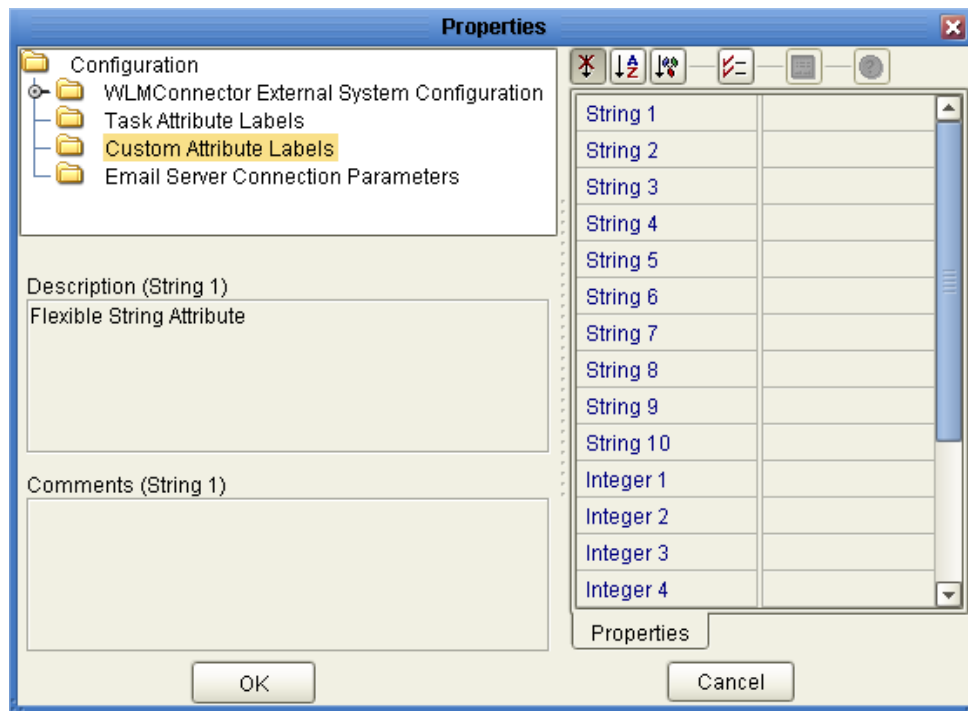 Properties
Configuration
WLMConnector External System Configuration
Task Attribute Labels
Custom Attribute Labels
Email Server Connection Parameters
Description (String 1)
Flexible String Attribute
Comments (String 1)
String 1
String 2
String 3
String 4
String 5
String 6
String 7
String 8
String 9
String 10
Integer 1
Integer 2
Integer 3
Integer 4
Properties
OK
Cancel